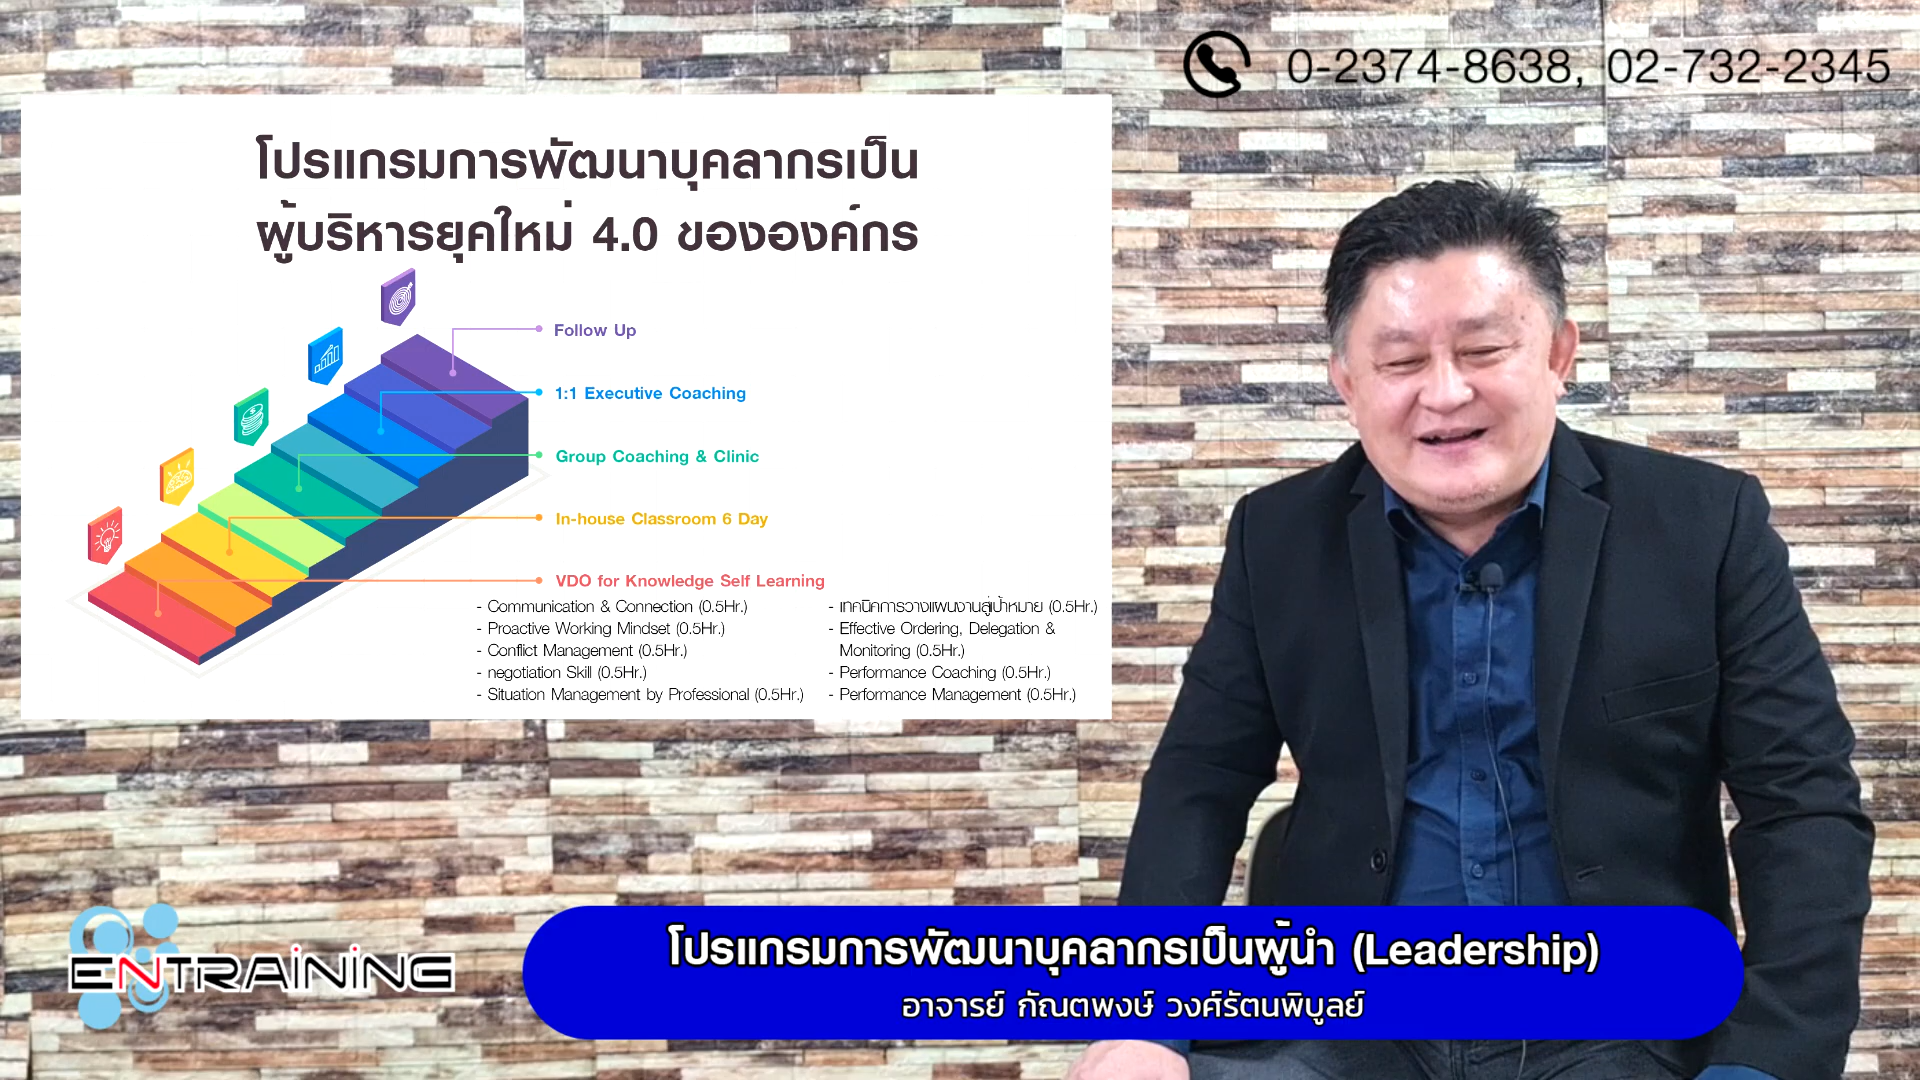 0-2374-8638, 02-732-2345
โปรแกรมการพัฒนาบุคลากรเป็น
ผู้บริหารยุคใหม่ 4.0 ขององค์กร
Follow Up
1:1 Executive Coaching
Group Coaching & Clinic
In-house Classroom 6 Day
VDO for Knowledge Self Learning
- Communication & Connection (0.5Hr.)
- Proactive Working Mindset (0.5Hr.)
- Conflict Management (0.5Hr.)
- negotiation Skill (0.5Hr.)
- Situation Management by Professional (0.5Hr.)
- เทคนิคการวางแผนงานสู่เป้าหมาย (0.5Hr.)
- Effective Ordering, Delegation &
Monitoring (0.5Hr.)
- Performance Coaching (0.5Hr.)
- Performance Management (0.5Hr.)
ENTRAINING
โปรแกรมการพัฒนาบุคลากรเป็นผู้นำ (Leadership)
อาจารย์ กัณตพงษ์ วงศ์รัตนพิบูลย์